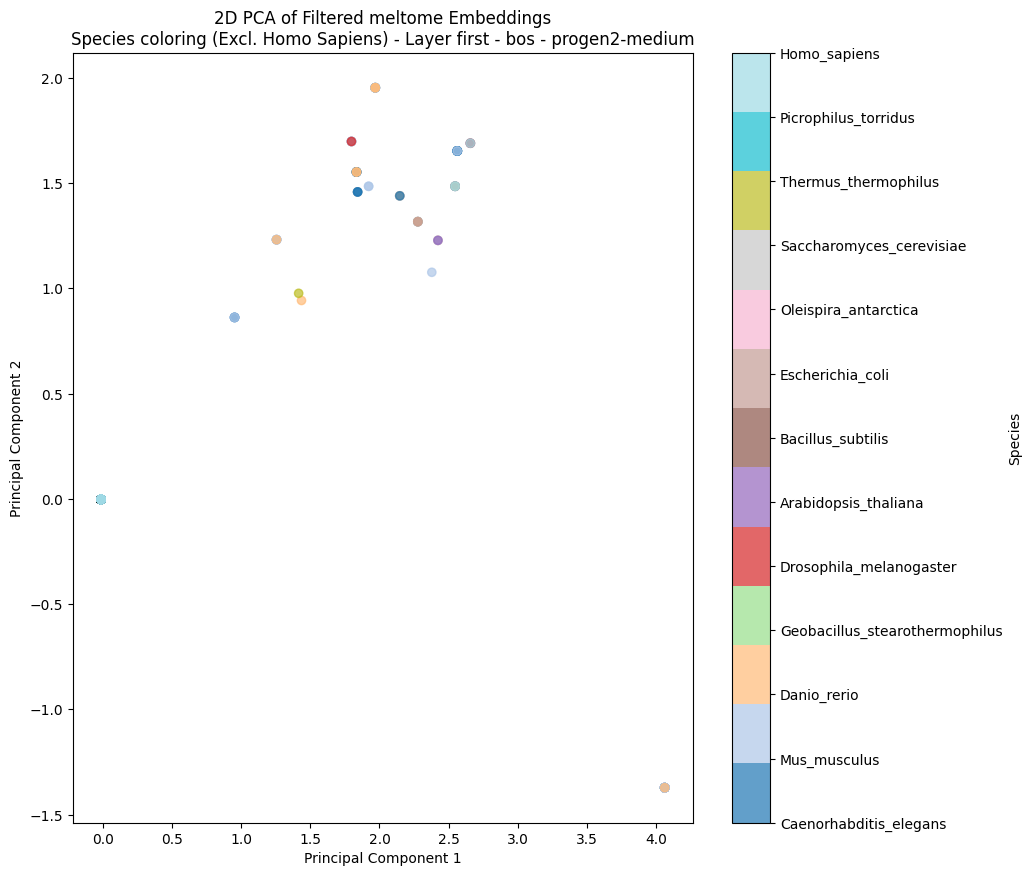 2D PCA of Filtered meltome Embeddings
Species coloring (Excl. Homo Sapiens) - Layer first - bos - progen2-medium
Principal Component 2
2.0
1.5
1.0
0.5
0.0
−0.5
−1.0
−1.5
0.0 0.5 1.0 1.5 2.0 2.5 3.0 3.5 4.0
Principal Component 1
Homo_sapiens
Picrophilus_torridus
Thermus_thermophilus
Saccharomyces_cerevisiae
Oleispira_antarctica
Escherichia_coli
Bacillus_subtilis
Arabidopsis_thaliana
Drosophila_melanogaster
Geobacillus_stearothermophilus
Danio_rerio
Mus_musculus
Caenorhabditis_elegans
Species